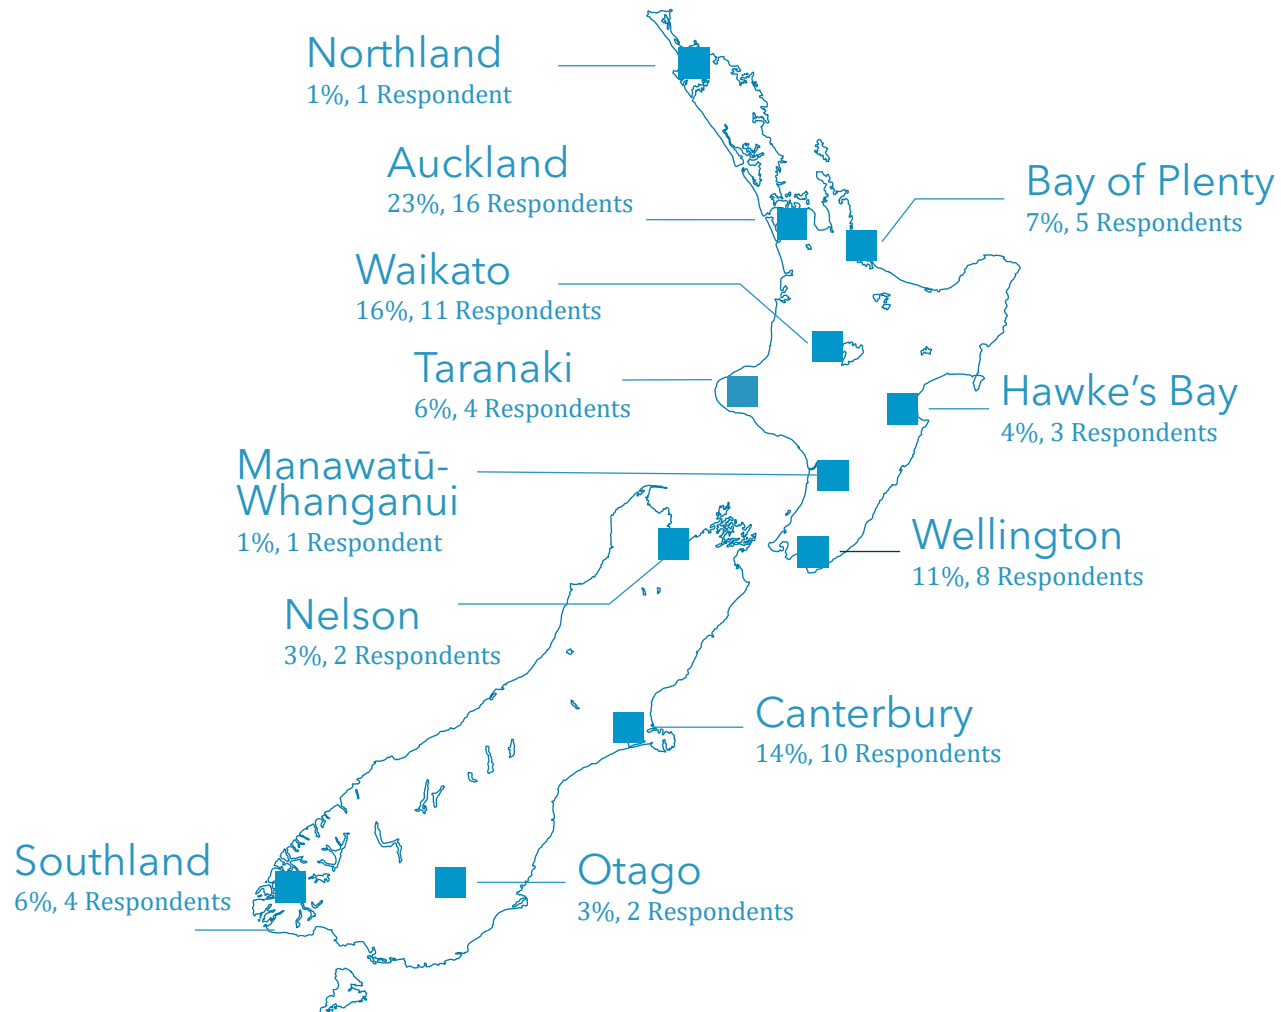 Northland
1%, 1 Respondent
Auckland
23%, 16 Respondents
Bay of Plenty
7%, 5 Respondents
Waikato
16%, 11 Respondents
Taranaki
6%, 4 Respondents
Hawke’s Bay
4%, 3 Respondents
Manawatū-
Whanganui
1%, 1 Respondent
Wellington
11%, 8 Respondents
Nelson
3%, 2 Respondents
Canterbury
14%, 10 Respondents
Southland
6%, 4 Respondents
Otago
3%, 2 Respondents